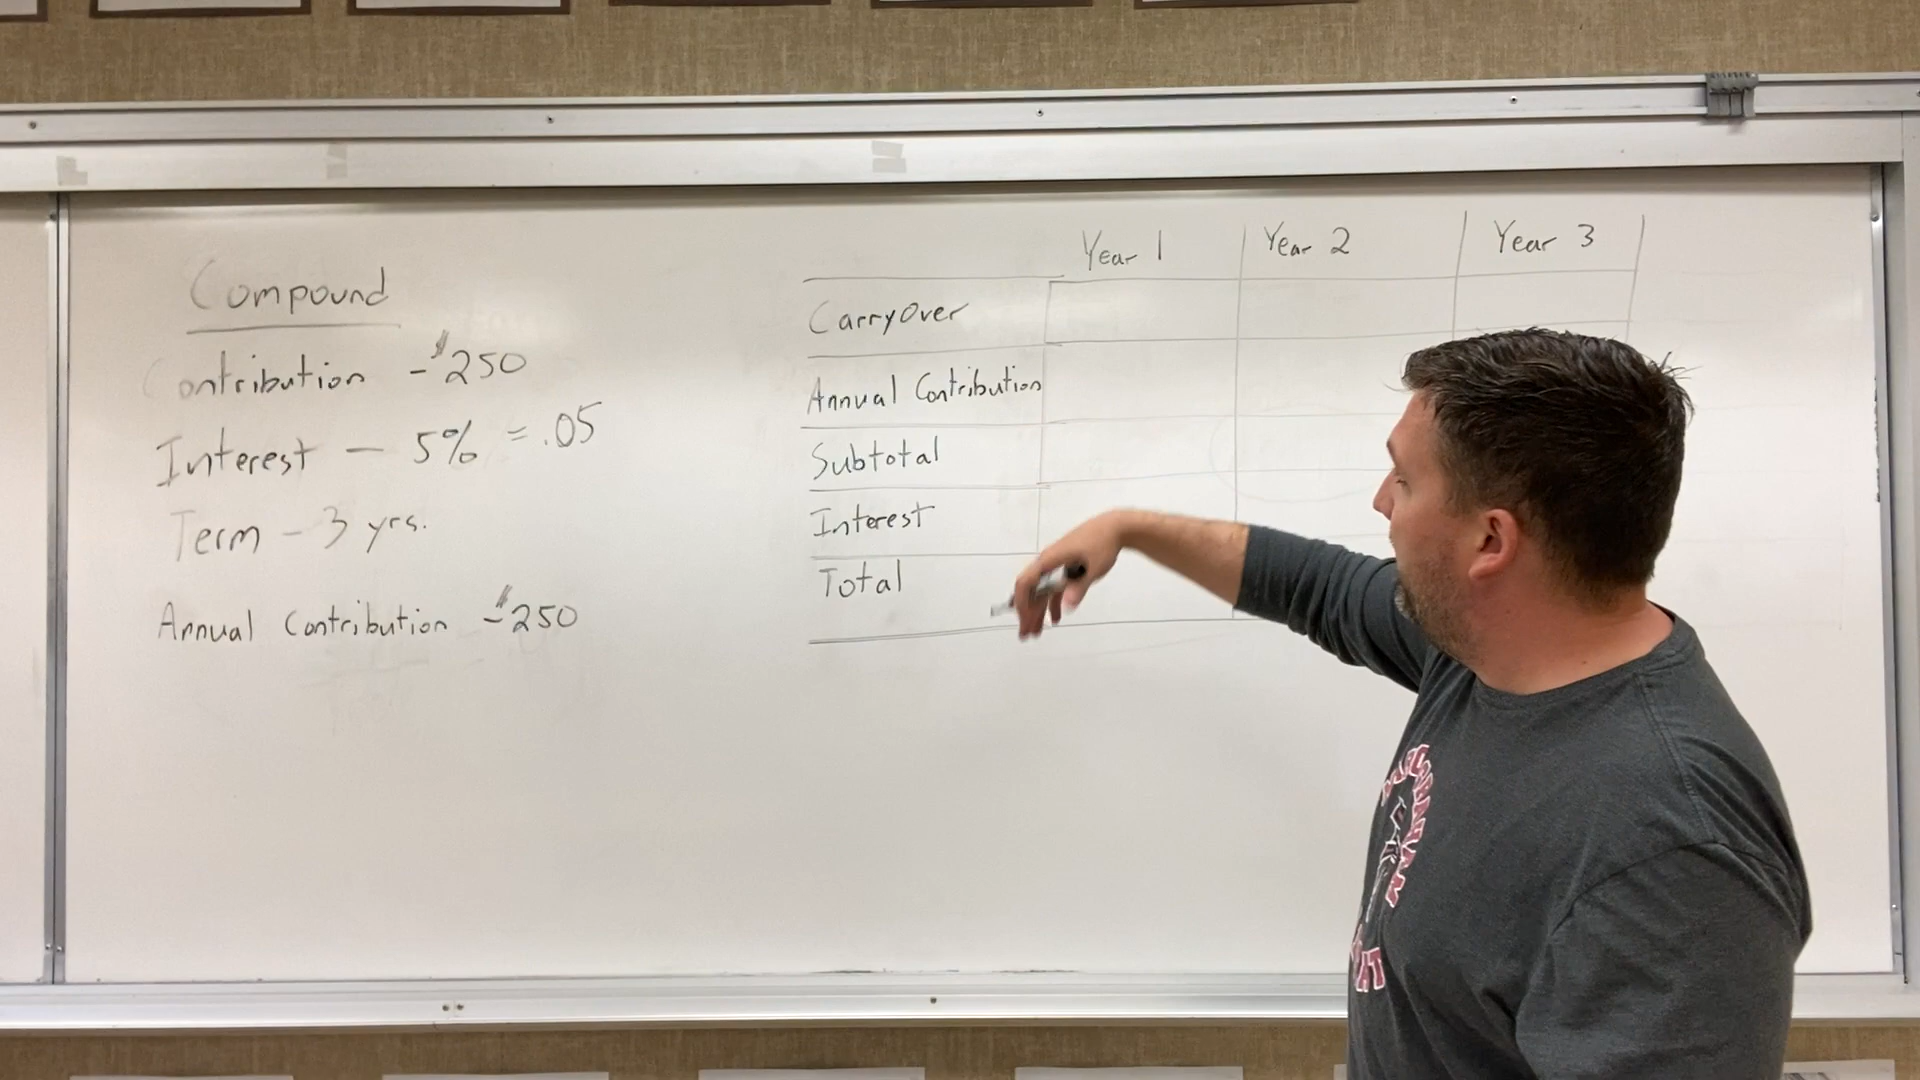 Compound
Contribution - $250
Interest - 5% = .05
Term - 3 yrs.
Annual Contribution - $250
Year 1 Year 2 Year 3
CarryOver
Annual Contribution
Subtotal
Interest
Total